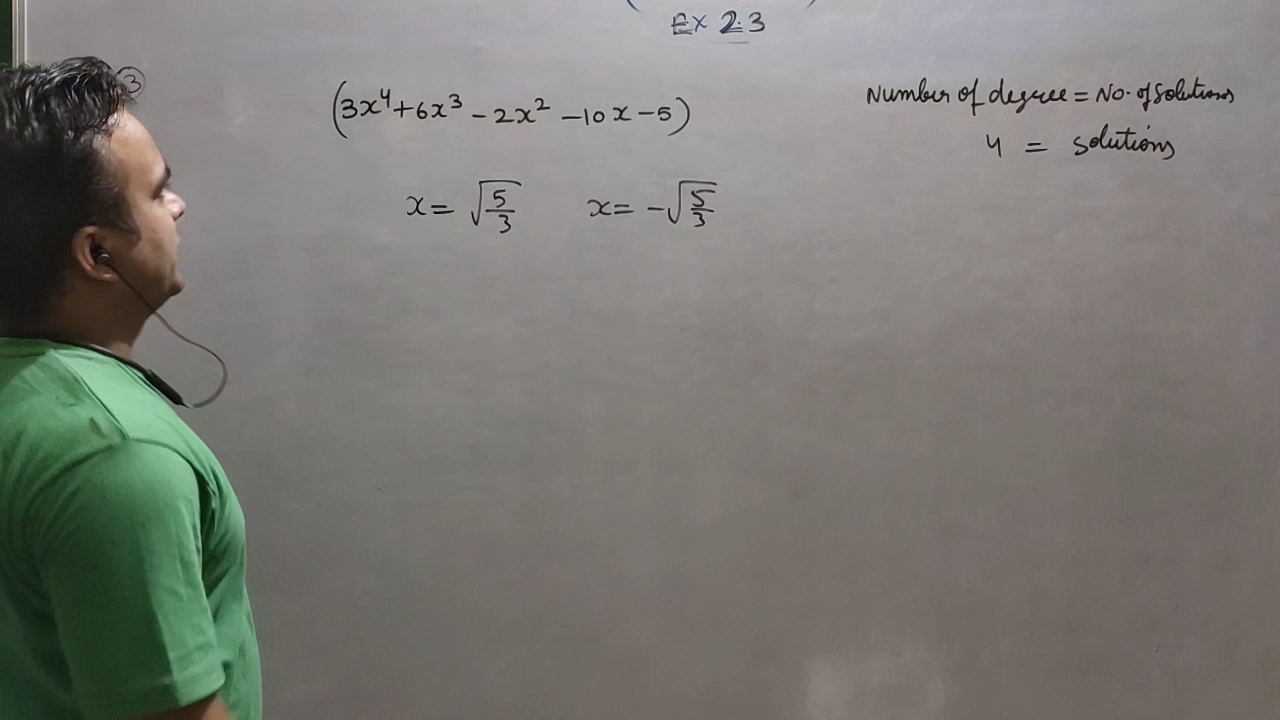 Ex 2.3
③
(3x⁴+6x³-2x²-10x-5)
Number of degree = No. of Solutions
4 = Solutions
x= √5/3 x= -√5/3